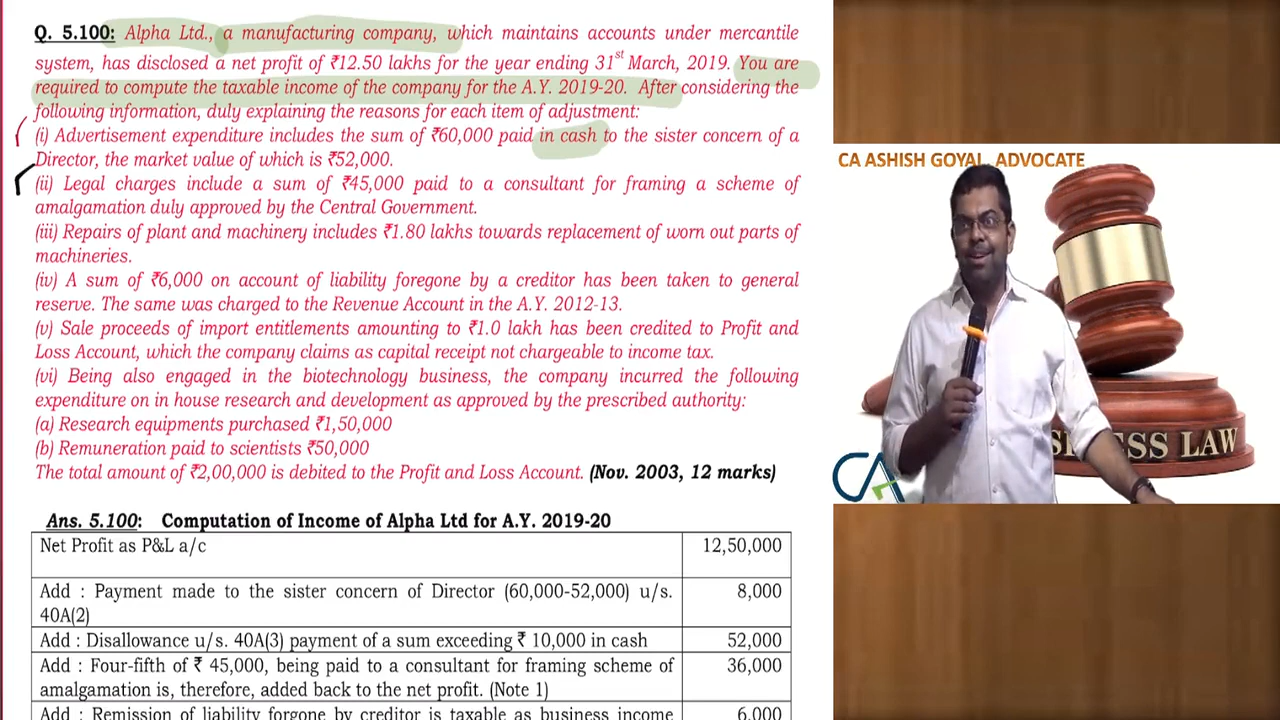 Q. 5.100: Alpha Ltd., a manufacturing company, which maintains accounts under mercantile
system, has disclosed a net profit of ₹12.50 lakhs for the year ending 31st March, 2019. You are
required to compute the taxable income of the company for the A.Y. 2019-20. After considering the
following information, duly explaining the reasons for each item of adjustment:
(i) Advertisement expenditure includes the sum of ₹60,000 paid in cash to the sister concern of a
Director, the market value of which is ₹52,000.
(ii) Legal charges include a sum of ₹45,000 paid to a consultant for framing a scheme of
amalgamation duly approved by the Central Government.
(iii) Repairs of plant and machinery includes ₹1.80 lakhs towards replacement of worn out parts of
machineries.
(iv) A sum of ₹6,000 on account of liability foregone by a creditor has been taken to general
reserve. The same was charged to the Revenue Account in the A.Y. 2012-13.
(v) Sale proceeds of import entitlements amounting to ₹1.0 lakh has been credited to Profit and
Loss Account, which the company claims as capital receipt not chargeable to income tax.
(vi) Being also engaged in the biotechnology business, the company incurred the following
expenditure on in house research and development as approved by the prescribed authority:
(a) Research equipments purchased ₹1,50,000
(b) Remuneration paid to scientists ₹50,000
The total amount of ₹2,00,000 is debited to the Profit and Loss Account. (Nov. 2003, 12 marks)
Ans. 5.100: Computation of Income of Alpha Ltd for A.Y. 2019-20
Net Profit as P&L a/c 12,50,000
Add : Payment made to the sister concern of Director (60,000-52,000) u/s. 8,000
40A(2)
Add : Disallowance u/s. 40A(3) payment of a sum exceeding ₹ 10,000 in cash 52,000
Add : Four-fifth of ₹ 45,000, being paid to a consultant for framing scheme of 36,000
amalgamation is, therefore, added back to the net profit. (Note 1)
Add : Remission of liability forgone by creditor is taxable as business income 6,000
CA ASHISH GOYAL, ADVOCATE
SS LAW
CA